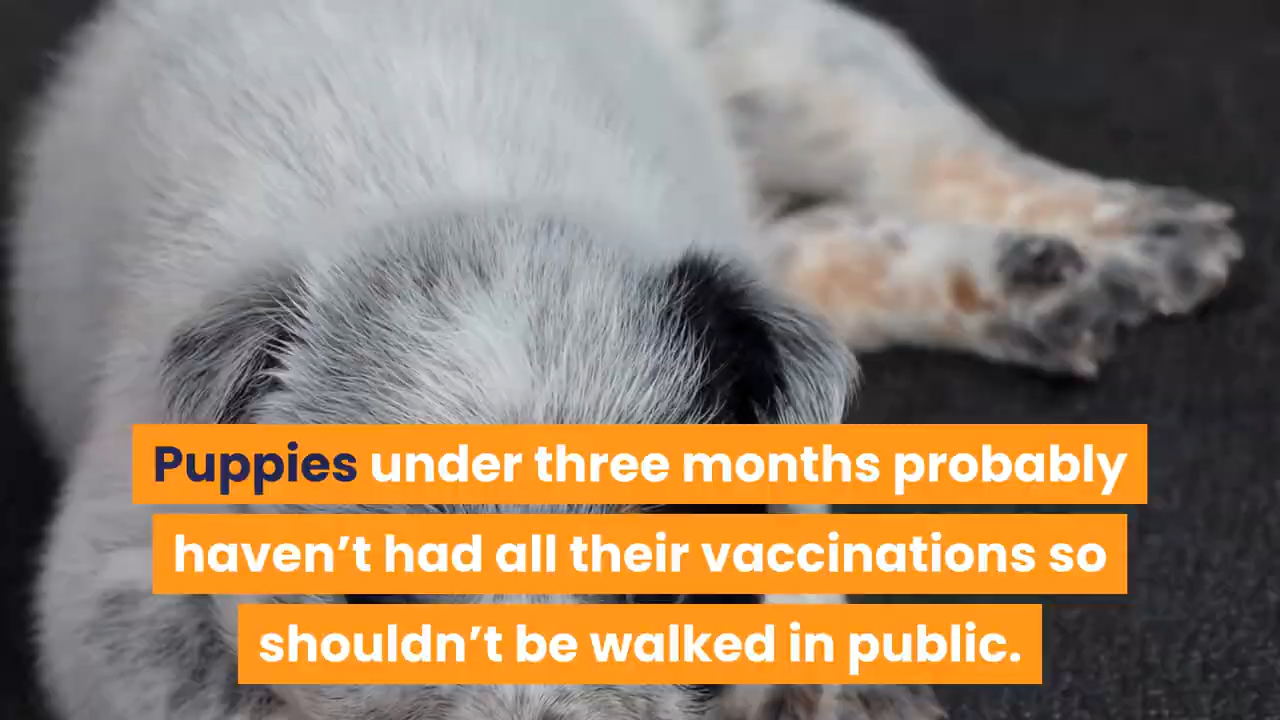 Puppies under three months probably
haven’t had all their vaccinations so
shouldn’t be walked in public.